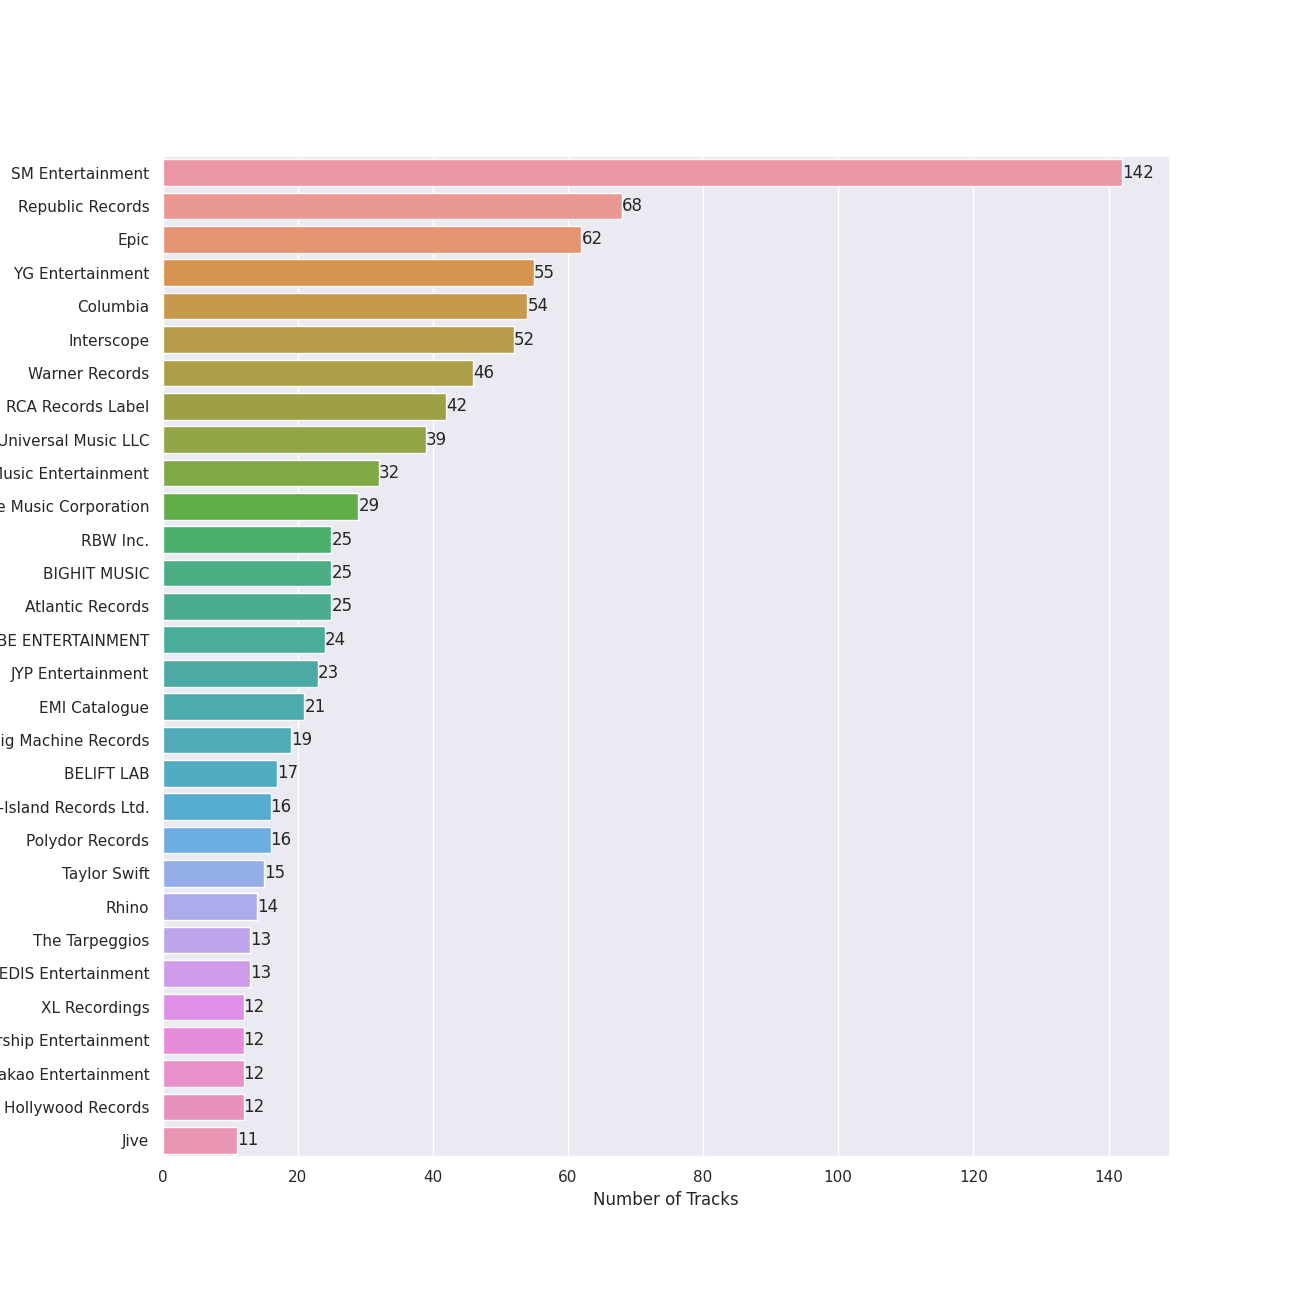 SM Entertainment 142
Republic Records 68
Epic 62
YG Entertainment 55
Columbia 54
Interscope 52
Warner Records 46
RCA Records Label 42
Universal Music LLC 39
Music Entertainment 32
e Music Corporation 29
RBW Inc. 25
BIGHIT MUSIC 25
Atlantic Records 25
BE ENTERTAINMENT 24
JYP Entertainment 23
EMI Catalogue 21
ig Machine Records 19
BELIFT LAB 17
-Island Records Ltd. 16
Polydor Records 16
Taylor Swift 15
Rhino 14
The Tarpeggios 13
EDIS Entertainment 13
XL Recordings 12
rship Entertainment 12
akao Entertainment 12
Hollywood Records 12
Jive 11
0 20 40 60 80 100 120 140
Number of Tracks